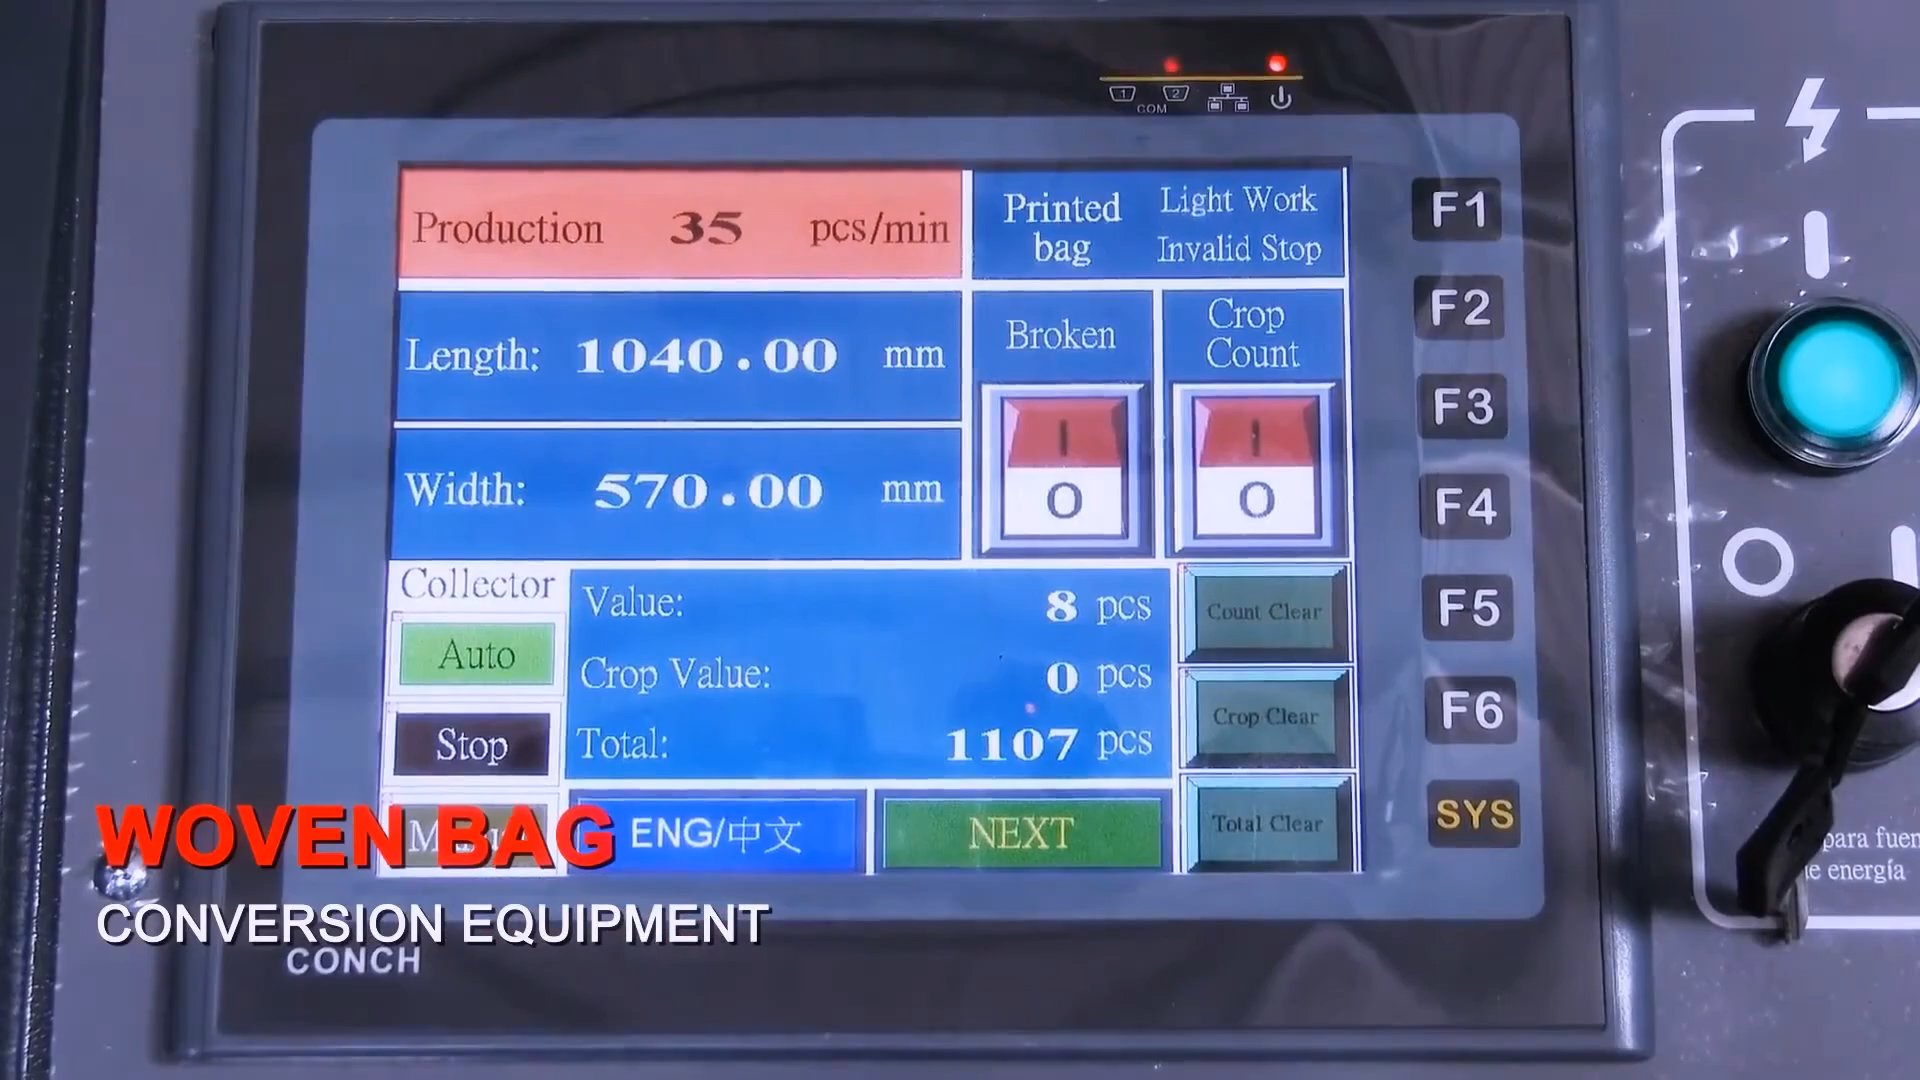 1 2
COM
Production 35 pcs/min
Printed bag
Light Work
Invalid Stop
Length: 1040.00 mm
Width: 570.00 mm
Broken
I
O
Crop Count
I
O
Collector
Auto
Stop
Value: 8 pcs
Crop Value: 0 pcs
Total: 1107 pcs
Count Clear
Crop Clear
Total Clear
ENG/中文
NEXT
F1
F2
F3
F4
F5
F6
SYS
para fuen
e energía
WOVEN BAG
CONVERSION EQUIPMENT
CONCH